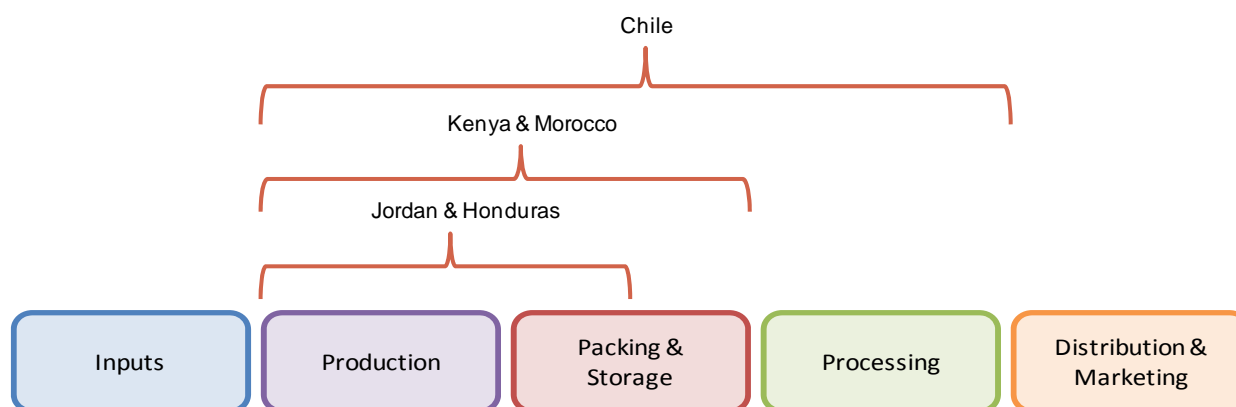 Chile
Kenya & Morocco
Jordan & Honduras
Inputs
Production
Packing &
Storage
Processing
Distribution &
Marketing